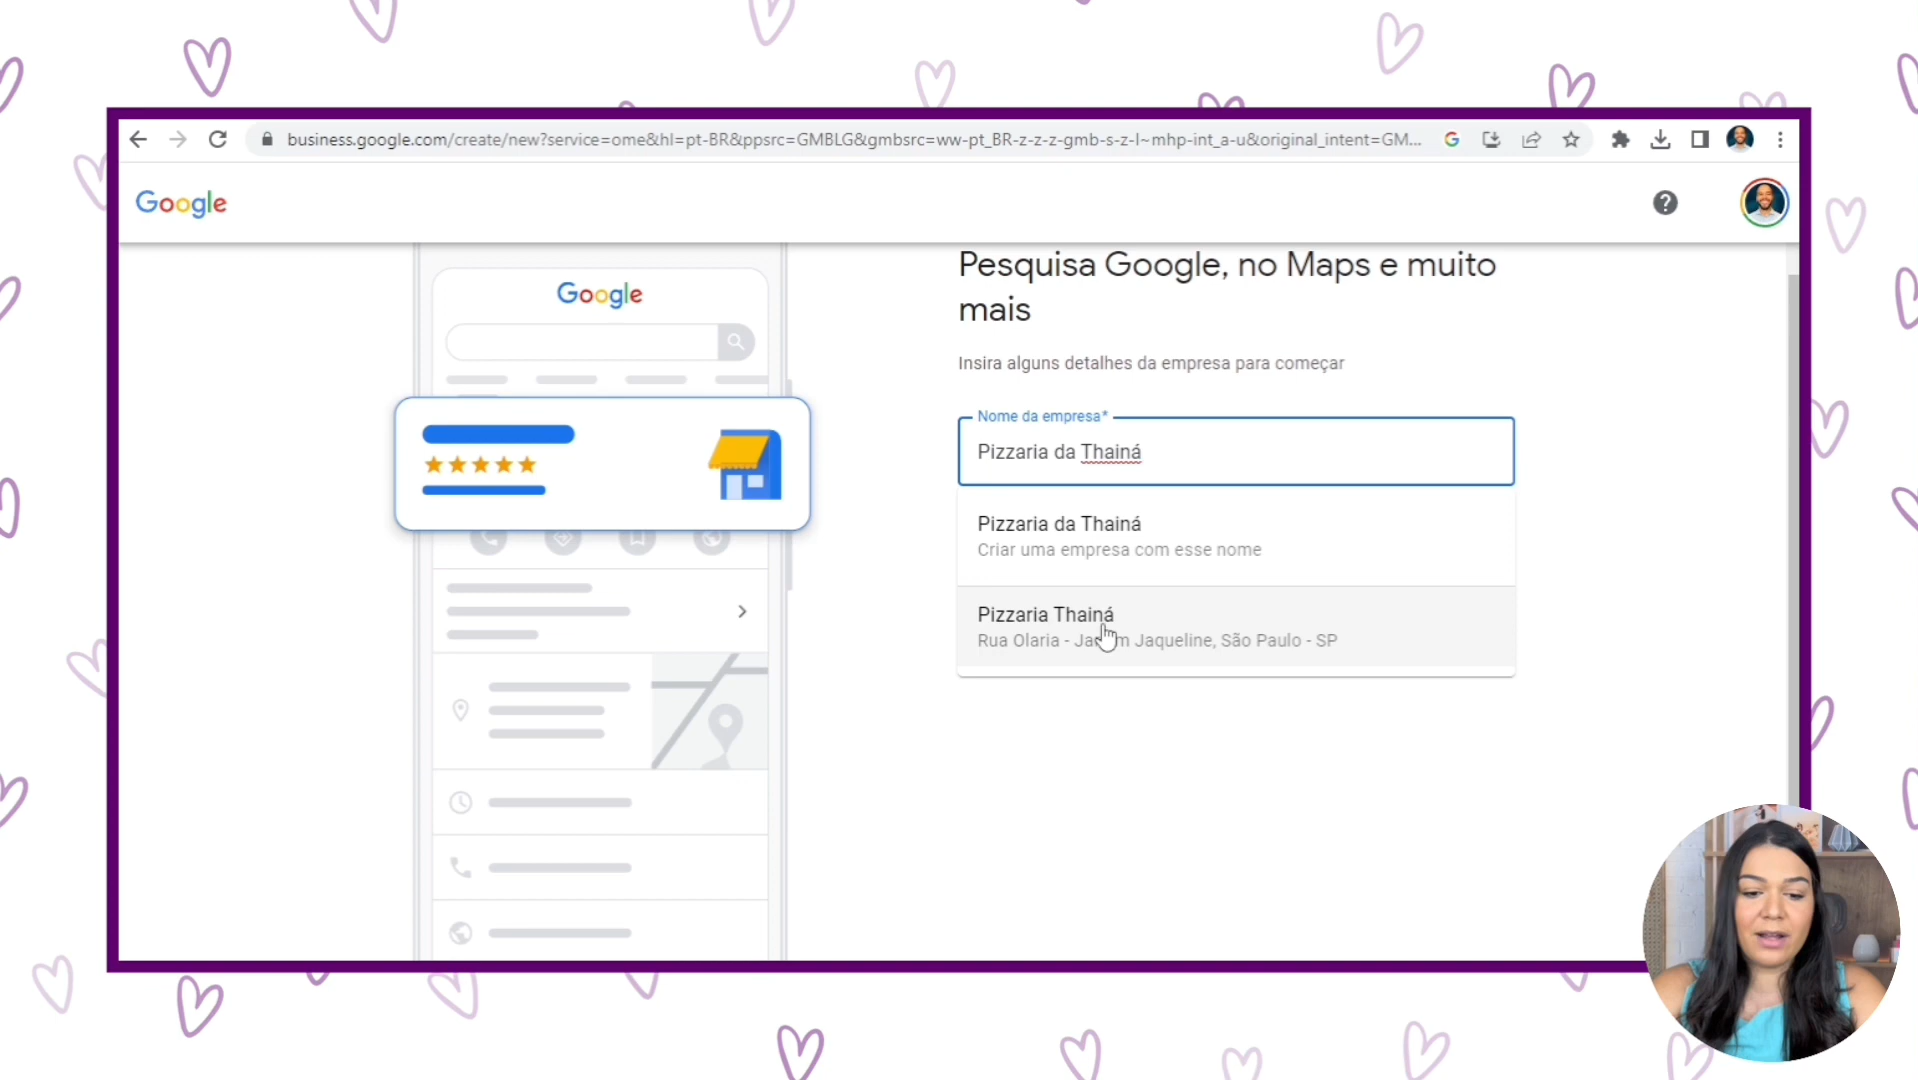 business.google.com/create/new?service=ome&hl=pt-BR&ppsrc=GMBLG&gmbsrc=ww-pt_BR-z-z-z-gmb-s-z-l~mhp-int_a-u&original_intent=GM...
Google
Google
Pesquisa Google, no Maps e muito
mais
Insira alguns detalhes da empresa para começar
Nome da empresa*
Pizzaria da Thainá
Pizzaria da Thainá
Criar uma empresa com esse nome
Pizzaria Thainá
Rua Olaria - Jardim Jaqueline, São Paulo - SP